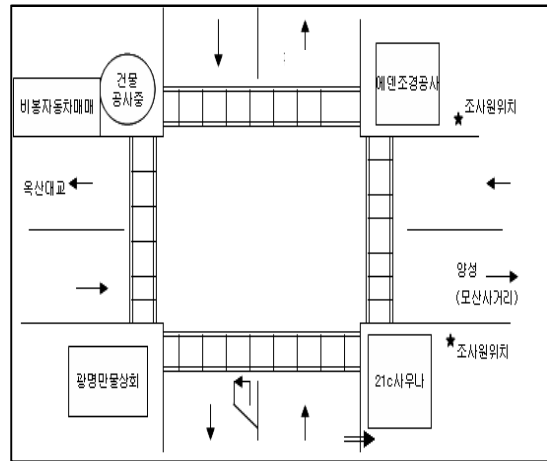 건물
공사중
비봉자동차매매
에덴조경공사
조사원위치
옥산대교
양성
(모산사거리)
조사원위치
광명만물상회
21c사우나